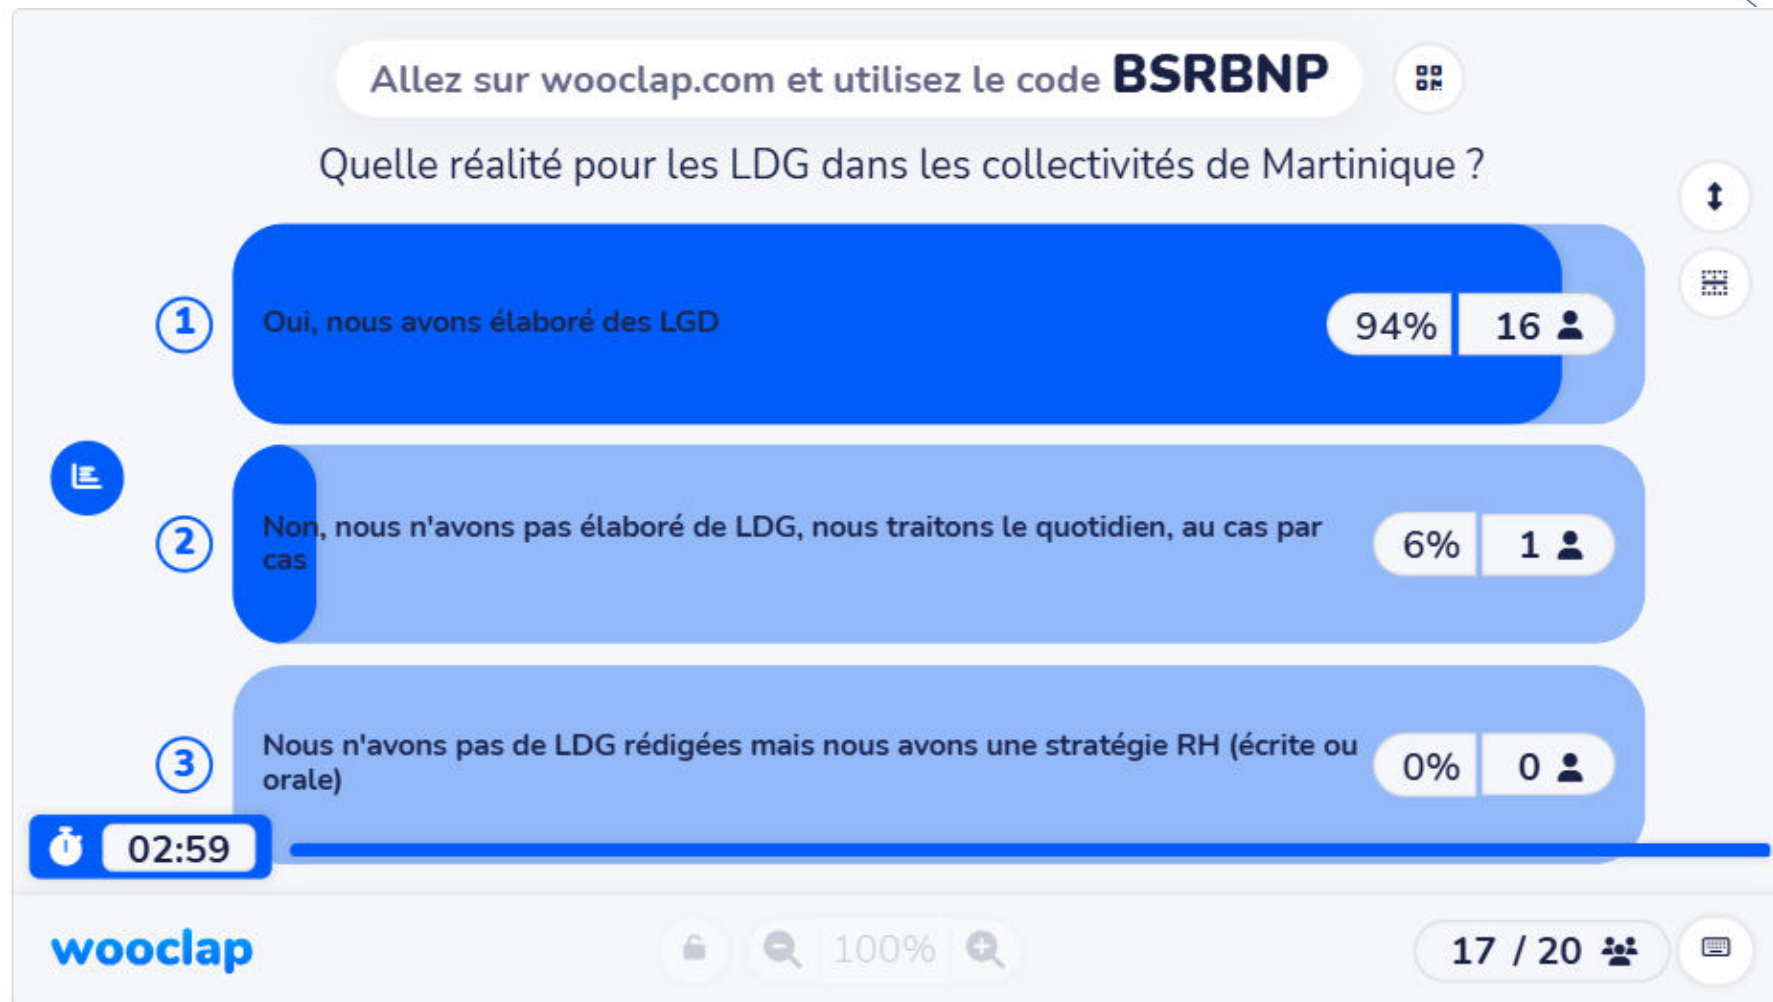 Allez sur wooclap.com et utilisez le code BSRBNP
Quelle réalité pour les LDG dans les collectivités de Martinique ?
1
Oui, nous avons élaboré des LGD
94%
16
2
Non, nous n'avons pas élaboré de LDG, nous traitons le quotidien, au cas par
cas
6%
1
3
Nous n'avons pas de LDG rédigées mais nous avons une stratégie RH (écrite ou
orale)
0%
0
02:59
wooclap
100%
17 / 20